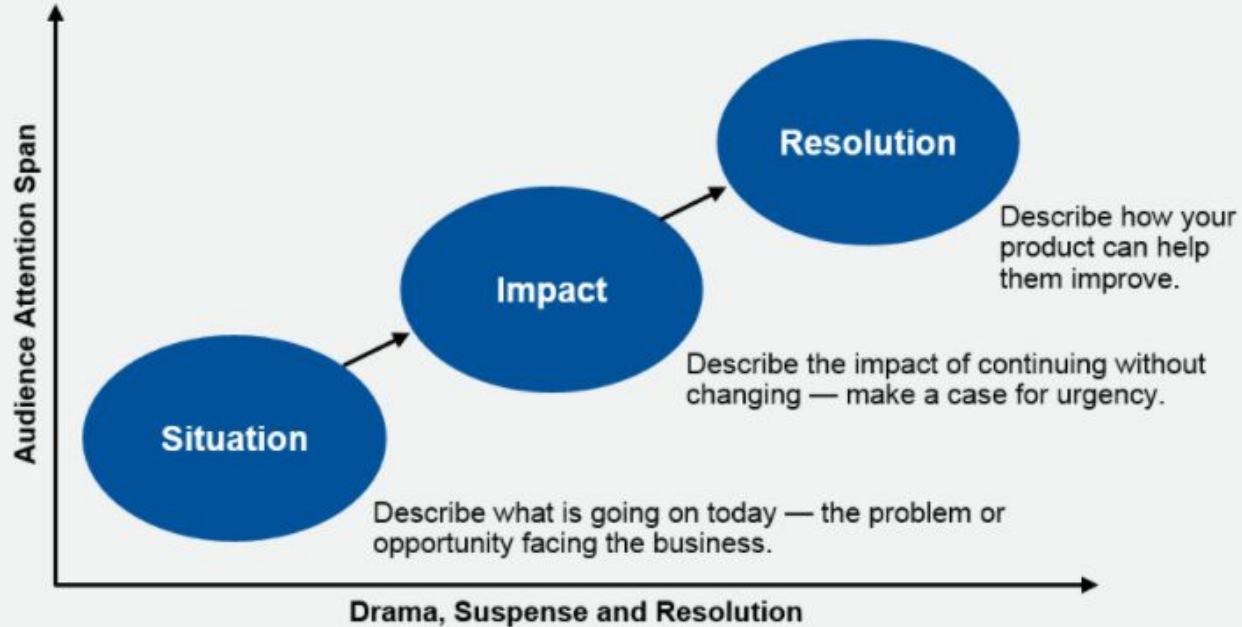 Audience Attention Span
Resolution
Describe how your
product can help
them improve.
Impact
Describe the impact of continuing without
changing — make a case for urgency.
Situation
Describe what is going on today — the problem or
opportunity facing the business.
Drama, Suspense and Resolution